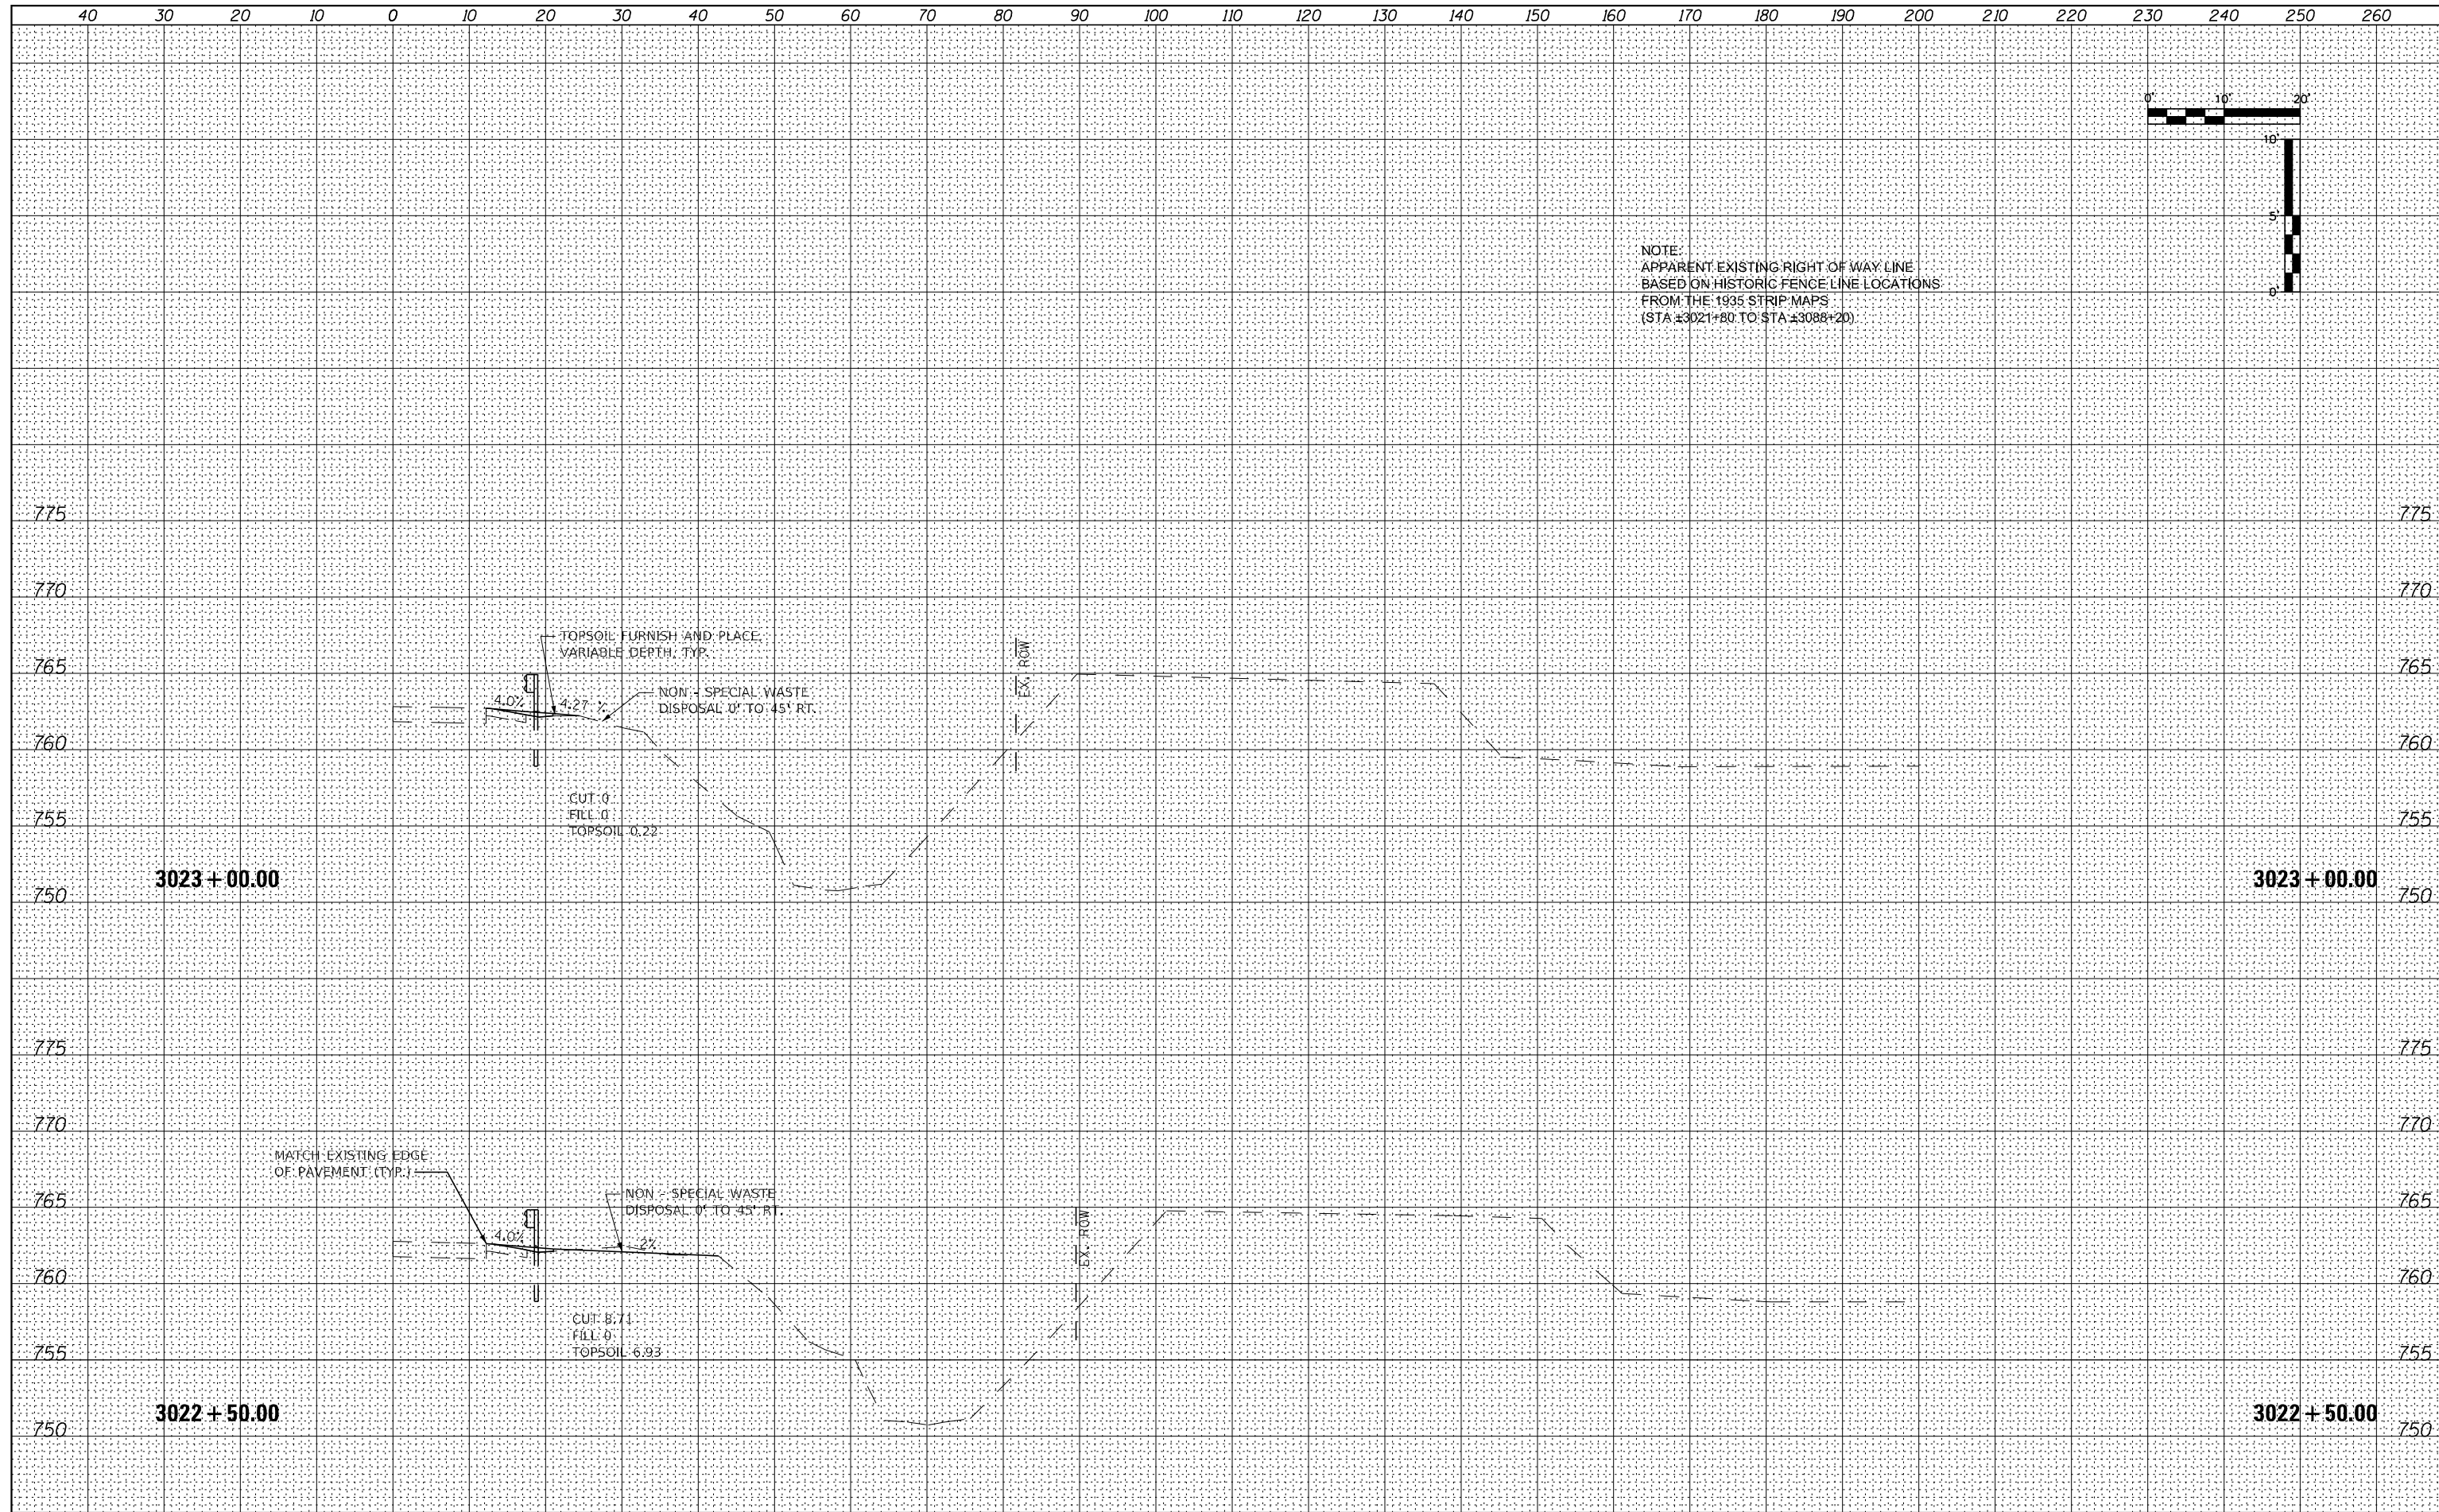 40 30 20 10 0 10 20 30 40 50 60 70 80 90 100 110 120 130 140 150 160 170 180 190 200 210 220 230 240 250 260
0' 10' 20'
10'
5'
0'
NOTE:
APPARENT EXISTING RIGHT OF WAY LINE
BASED ON HISTORIC FENCE LINE LOCATIONS
FROM THE 1935 STRIP MAPS
(STA ±3021+80 TO STA ±3088+20)
775 775
770 770
TOPSOIL FURNISH AND PLACE,
VARIABLE DEPTH, TYP.
765 765
EX. ROW
NON - SPECIAL WASTE
DISPOSAL 0' TO 45' RT.
4.0% 4.27 %
760 760
CUT 0
FILL 0
TOPSOIL 0.22
755 755
3023 + 00.00 3023 + 00.00
750 750
775 775
770 770
MATCH EXISTING EDGE
OF PAVEMENT (TYP.)
NON - SPECIAL WASTE
DISPOSAL 0' TO 45' RT.
765 765
EX. ROW
4.0% 2%
760 760
CUT 8.71
FILL 0
TOPSOIL 6.93
755 755
3022 + 50.00 3022 + 50.00
750 750